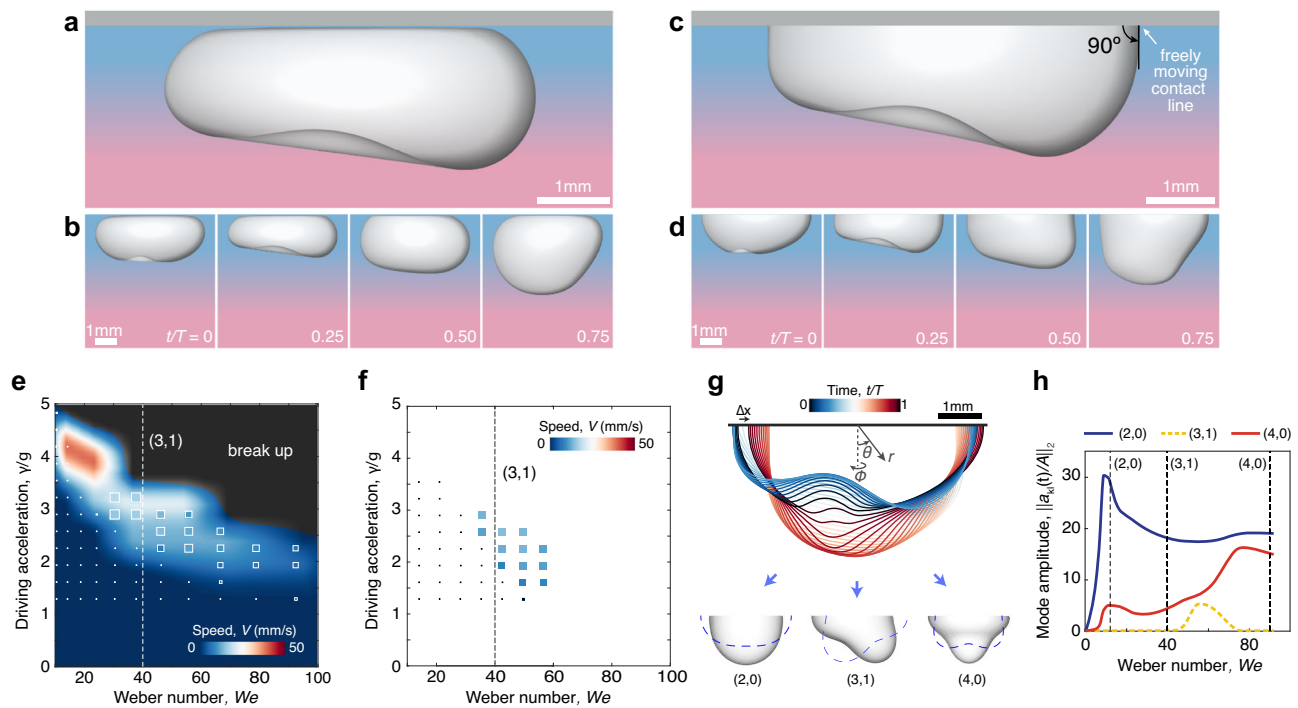 a
1mm
c
90°
freely
moving
contact
line
1mm
b
1mm
t/T = 0
0.25
0.50
0.75
d
1mm
t/T = 0
0.25
0.50
0.75
e
Driving acceleration, γ/g
5
4
3
2
1
0
(3,1)
break up
Speed, V (mm/s)
0 50
20 40 60 80 100
Weber number, We
f
Driving acceleration, γ/g
5
4
3
2
1
0
Speed, V (mm/s)
0 50
(3,1)
20 40 60 80 100
Weber number, We
g
Time, t/T
0 1
1mm
Δx
θ
r
ϕ
(2,0) (3,1) (4,0)
h
(2,0) (3,1) (4,0)
Mode amplitude, ||aₖₗ(t)/A||ₗ₂
35
30
20
10
0
(2,0) (3,1) (4,0)
0 40 80
Weber number, We